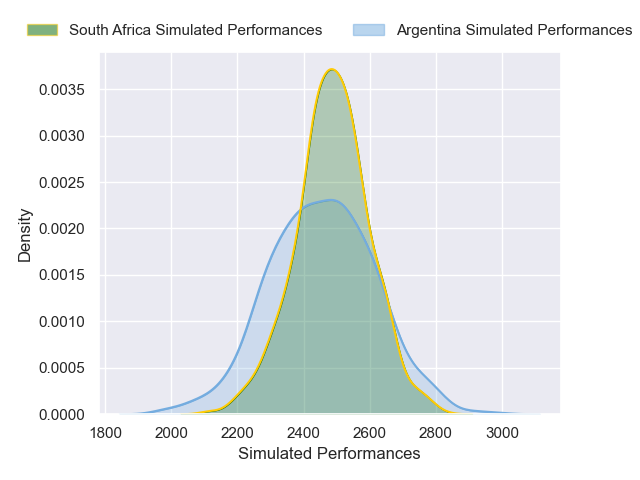 South Africa Simulated Performances
Argentina Simulated Performances
0.0035
0.0030
0.0025
0.0020
0.0015
0.0010
0.0005
0.0000
Density
1800 2000 2200 2400 2600 2800 3000
Simulated Performances